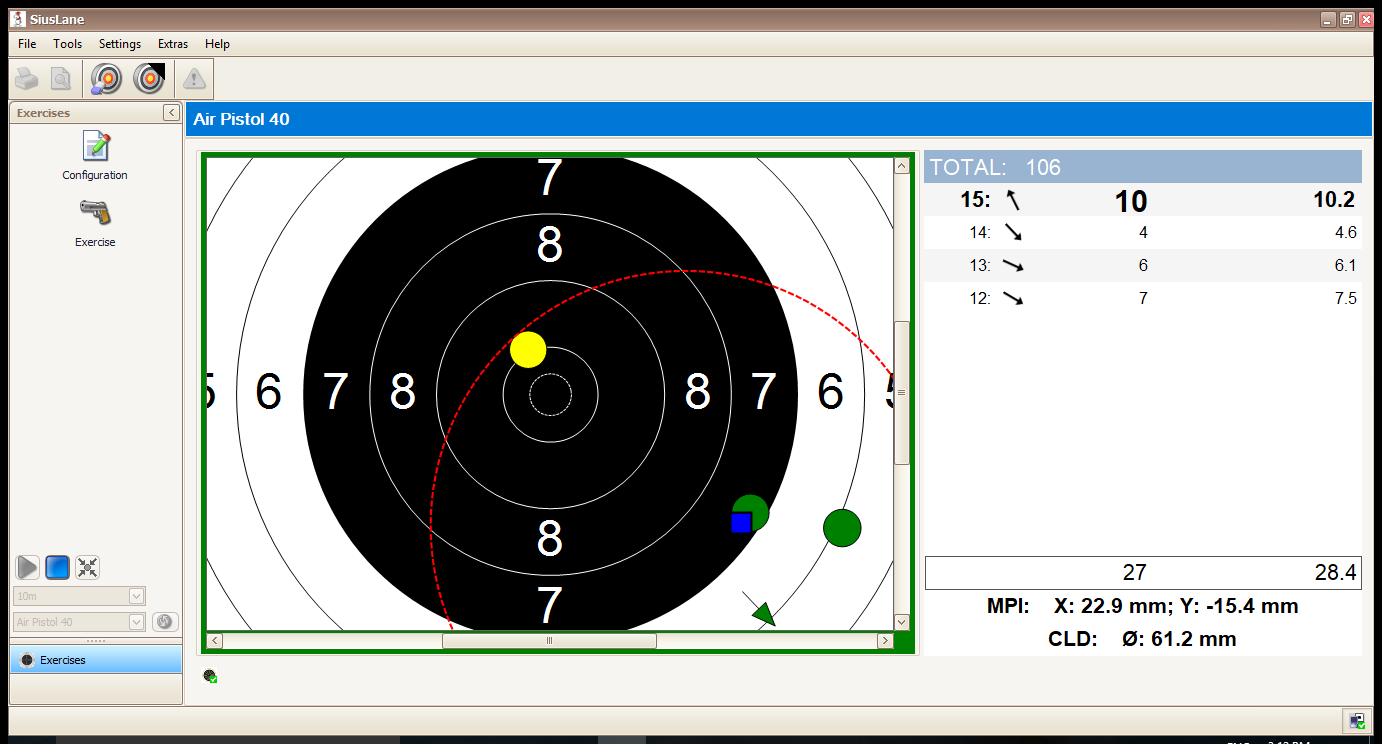 SiusLane
File Tools Settings Extras Help
Exercises
Configuration
Exercise
10m
Air Pistol 40
Exercises
Air Pistol 40
7
8
6 7 8 8 7 6
8
7
TOTAL: 106
15: 10 10.2
14: 4 4.6
13: 6 6.1
12: 7 7.5
27 28.4
MPI: X: 22.9 mm; Y: -15.4 mm
CLD: Ø: 61.2 mm